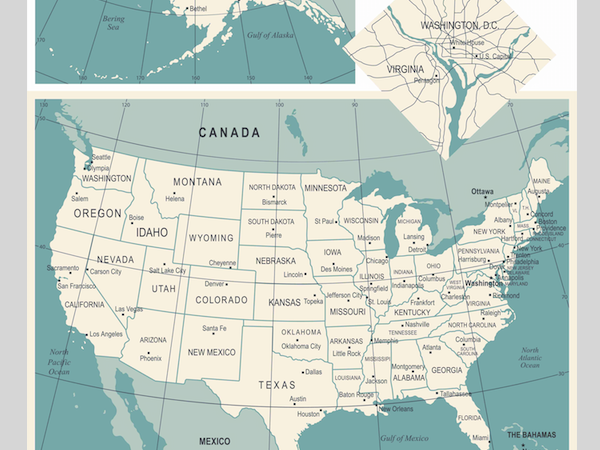 Bethel
Bering
Sea
Gulf of Alaska
WASHINGTON, D.C.
White House
U.S. Capitol
VIRGINIA
Pentagon
CANADA
Seattle
Olympia
WASHINGTON
MONTANA
Helena
NORTH DAKOTA
Bismarck
MINNESOTA
Salem
OREGON
Boise
IDAHO
WYOMING
SOUTH DAKOTA
Pierre
St Paul
WISCONSIN
Madison
MICHIGAN
Lansing
Detroit
Ottawa
MAINE
Augusta
Montpelier
Concord
Boston
Providence
Albany
NEW YORK
MASS.
Hartford
CONNECTICUT
New York
PENNSYLVANIA
Harrisburg
Trenton
Philadelphia
NEW JERSEY
Annapolis
Washington
NEVADA
Sacramento
Carson City
San Francisco
CALIFORNIA
Salt Lake City
UTAH
Cheyenne
Denver
COLORADO
NEBRASKA
Lincoln
IOWA
Des Moines
Chicago
ILLINOIS
Springfield
INDIANA
Indianapolis
OHIO
Columbus
WEST
VIRGINIA
Charleston
Richmond
VIRGINIA
KANSAS
Topeka
Jefferson City
St. Louis
MISSOURI
Frankfort
KENTUCKY
Raleigh
NORTH CAROLINA
Las Vegas
Los Angeles
ARIZONA
Phoenix
Santa Fe
NEW MEXICO
OKLAHOMA
Oklahoma City
ARKANSAS
Little Rock
Memphis
Nashville
TENNESSEE
Columbia
SOUTH
CAROLINA
Atlanta
GEORGIA
MISSISSIPPI
Jackson
Montgomery
ALABAMA
LOUISIANA
Baton Rouge
New Orleans
Tallahassee
FLORIDA
Miami
TEXAS
Dallas
Austin
Houston
North
Pacific
Ocean
North
Atlantic
Ocean
MEXICO
Gulf of Mexico
THE BAHAMAS